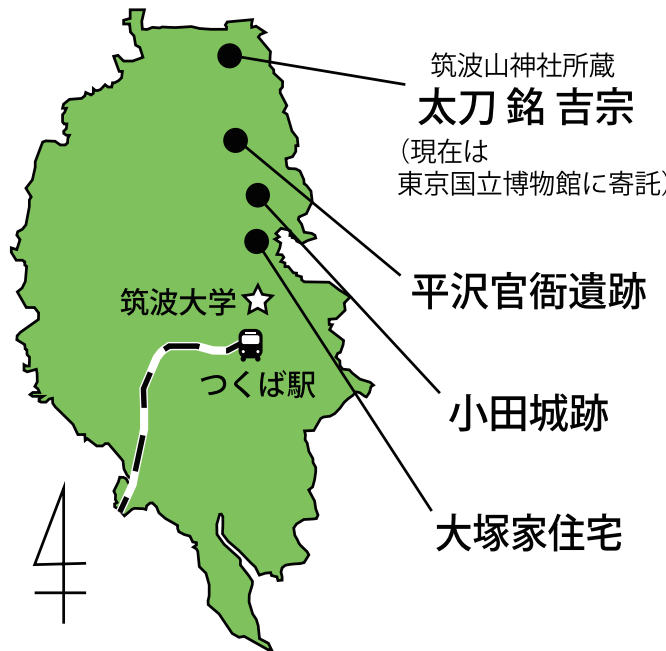 筑波山神社所蔵
太刀 銘 吉宗
（現在は
東京国立博物館に寄託）
平沢官衙遺跡
筑波大学
つくば駅
小田城跡
大塚家住宅